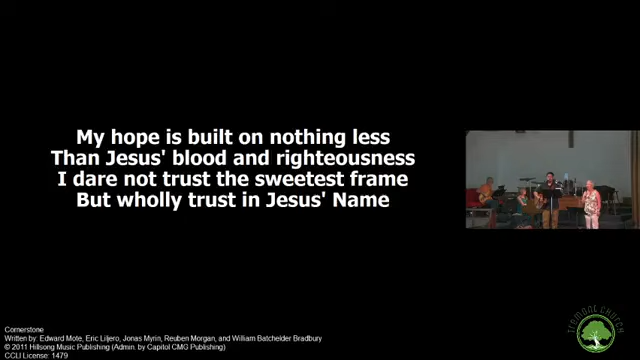 My hope is built on nothing less
Than Jesus' blood and righteousness
I dare not trust the sweetest frame
But wholly trust in Jesus' Name
Cornerstone
Written by: Edward Mote, Eric Liljero, Jonas Myrin, Reuben Morgan, and William Batchelder Bradbury
© 2011 Hillsong Music Publishing (Admin. by Capitol CMG Publishing)
CCLI License: 1479
TREMONT CHURCH